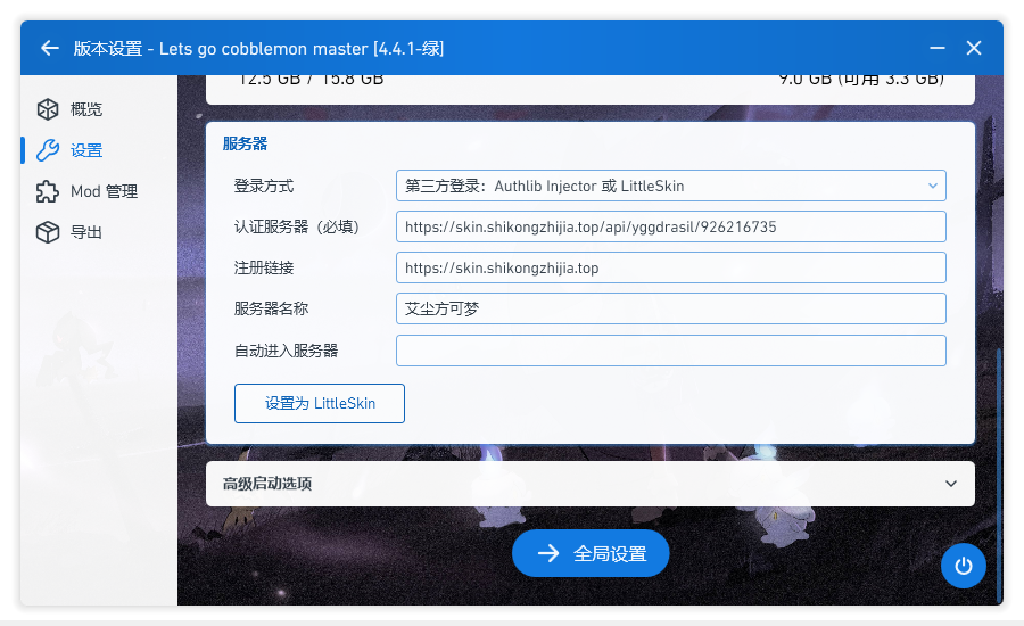 版本设置 - Lets go cobblemon master [4.4.1-绿]
12.5 GB / 15.8 GB
9.0 GB (可用 3.3 GB)
概览
设置
Mod 管理
导出
服务器
登录方式
第三方登录：Authlib Injector 或 LittleSkin
认证服务器（必填）
https://skin.shikongzhijia.top/api/yggdrasil/926216735
注册链接
https://skin.shikongzhijia.top
服务器名称
艾尘方可梦
自动进入服务器
设置为 LittleSkin
高级启动选项
全局设置